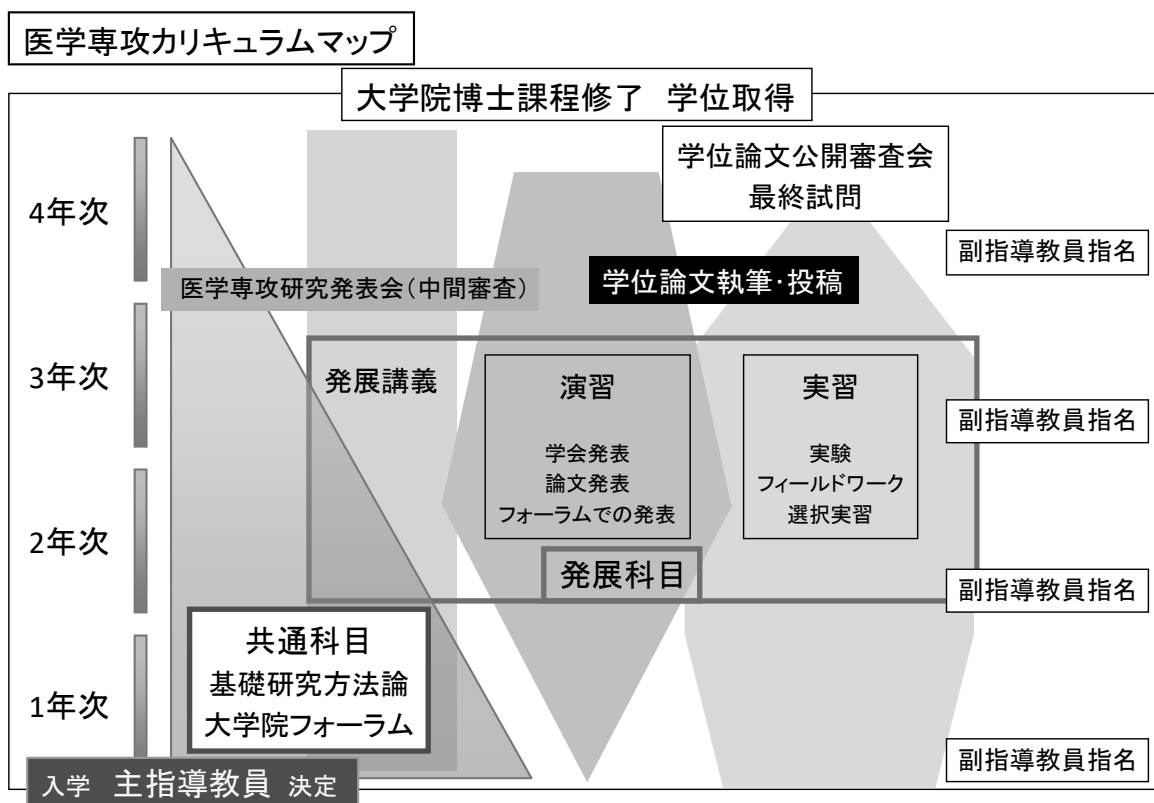 医学専攻カリキュラムマップ
大学院博士課程修了 学位取得
学位論文公開審査会
最終試問
4年次
副指導教員指名
医学専攻研究発表会(中間審査)
学位論文執筆・投稿
3年次
発展講義
演習
実習
副指導教員指名
学会発表
論文発表
フォーラムでの発表
実験
フィールドワーク
選択実習
2年次
発展科目
副指導教員指名
共通科目
基礎研究方法論
大学院フォーラム
1年次
副指導教員指名
入学 主指導教員 決定